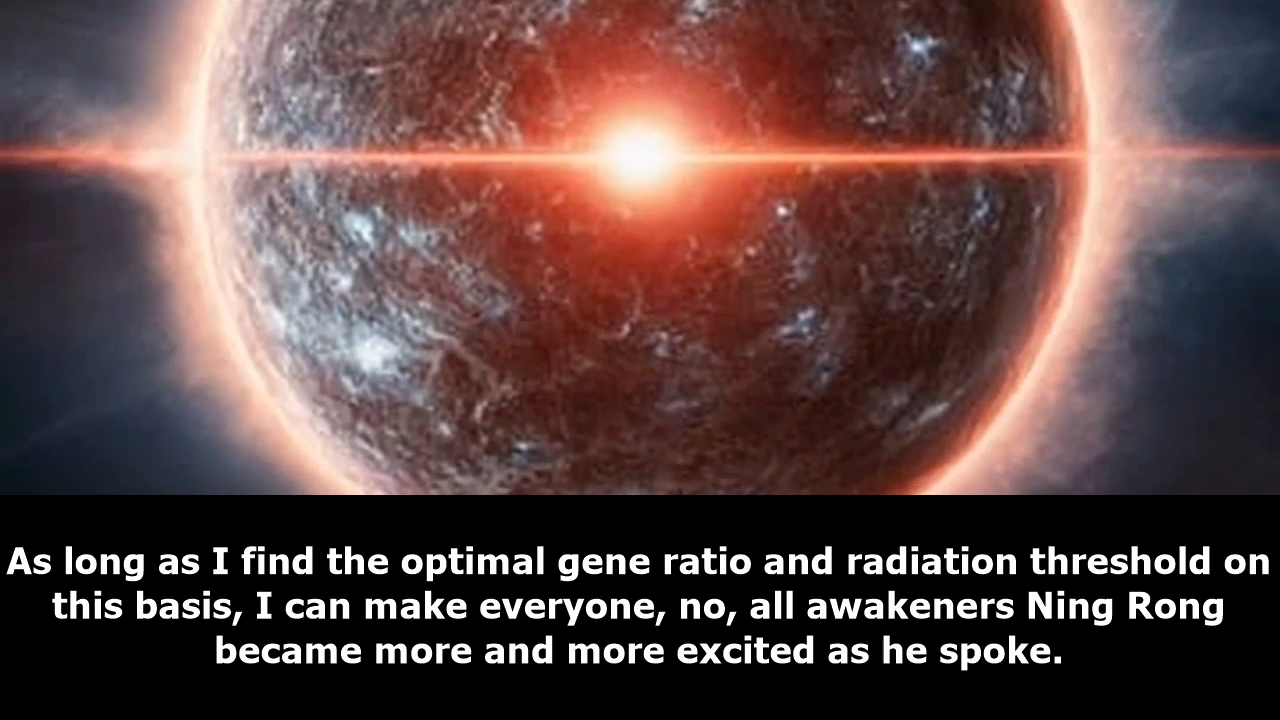 As long as I find the optimal gene ratio and radiation threshold on
this basis, I can make everyone, no, all awakeners Ning Rong
became more and more excited as he spoke.